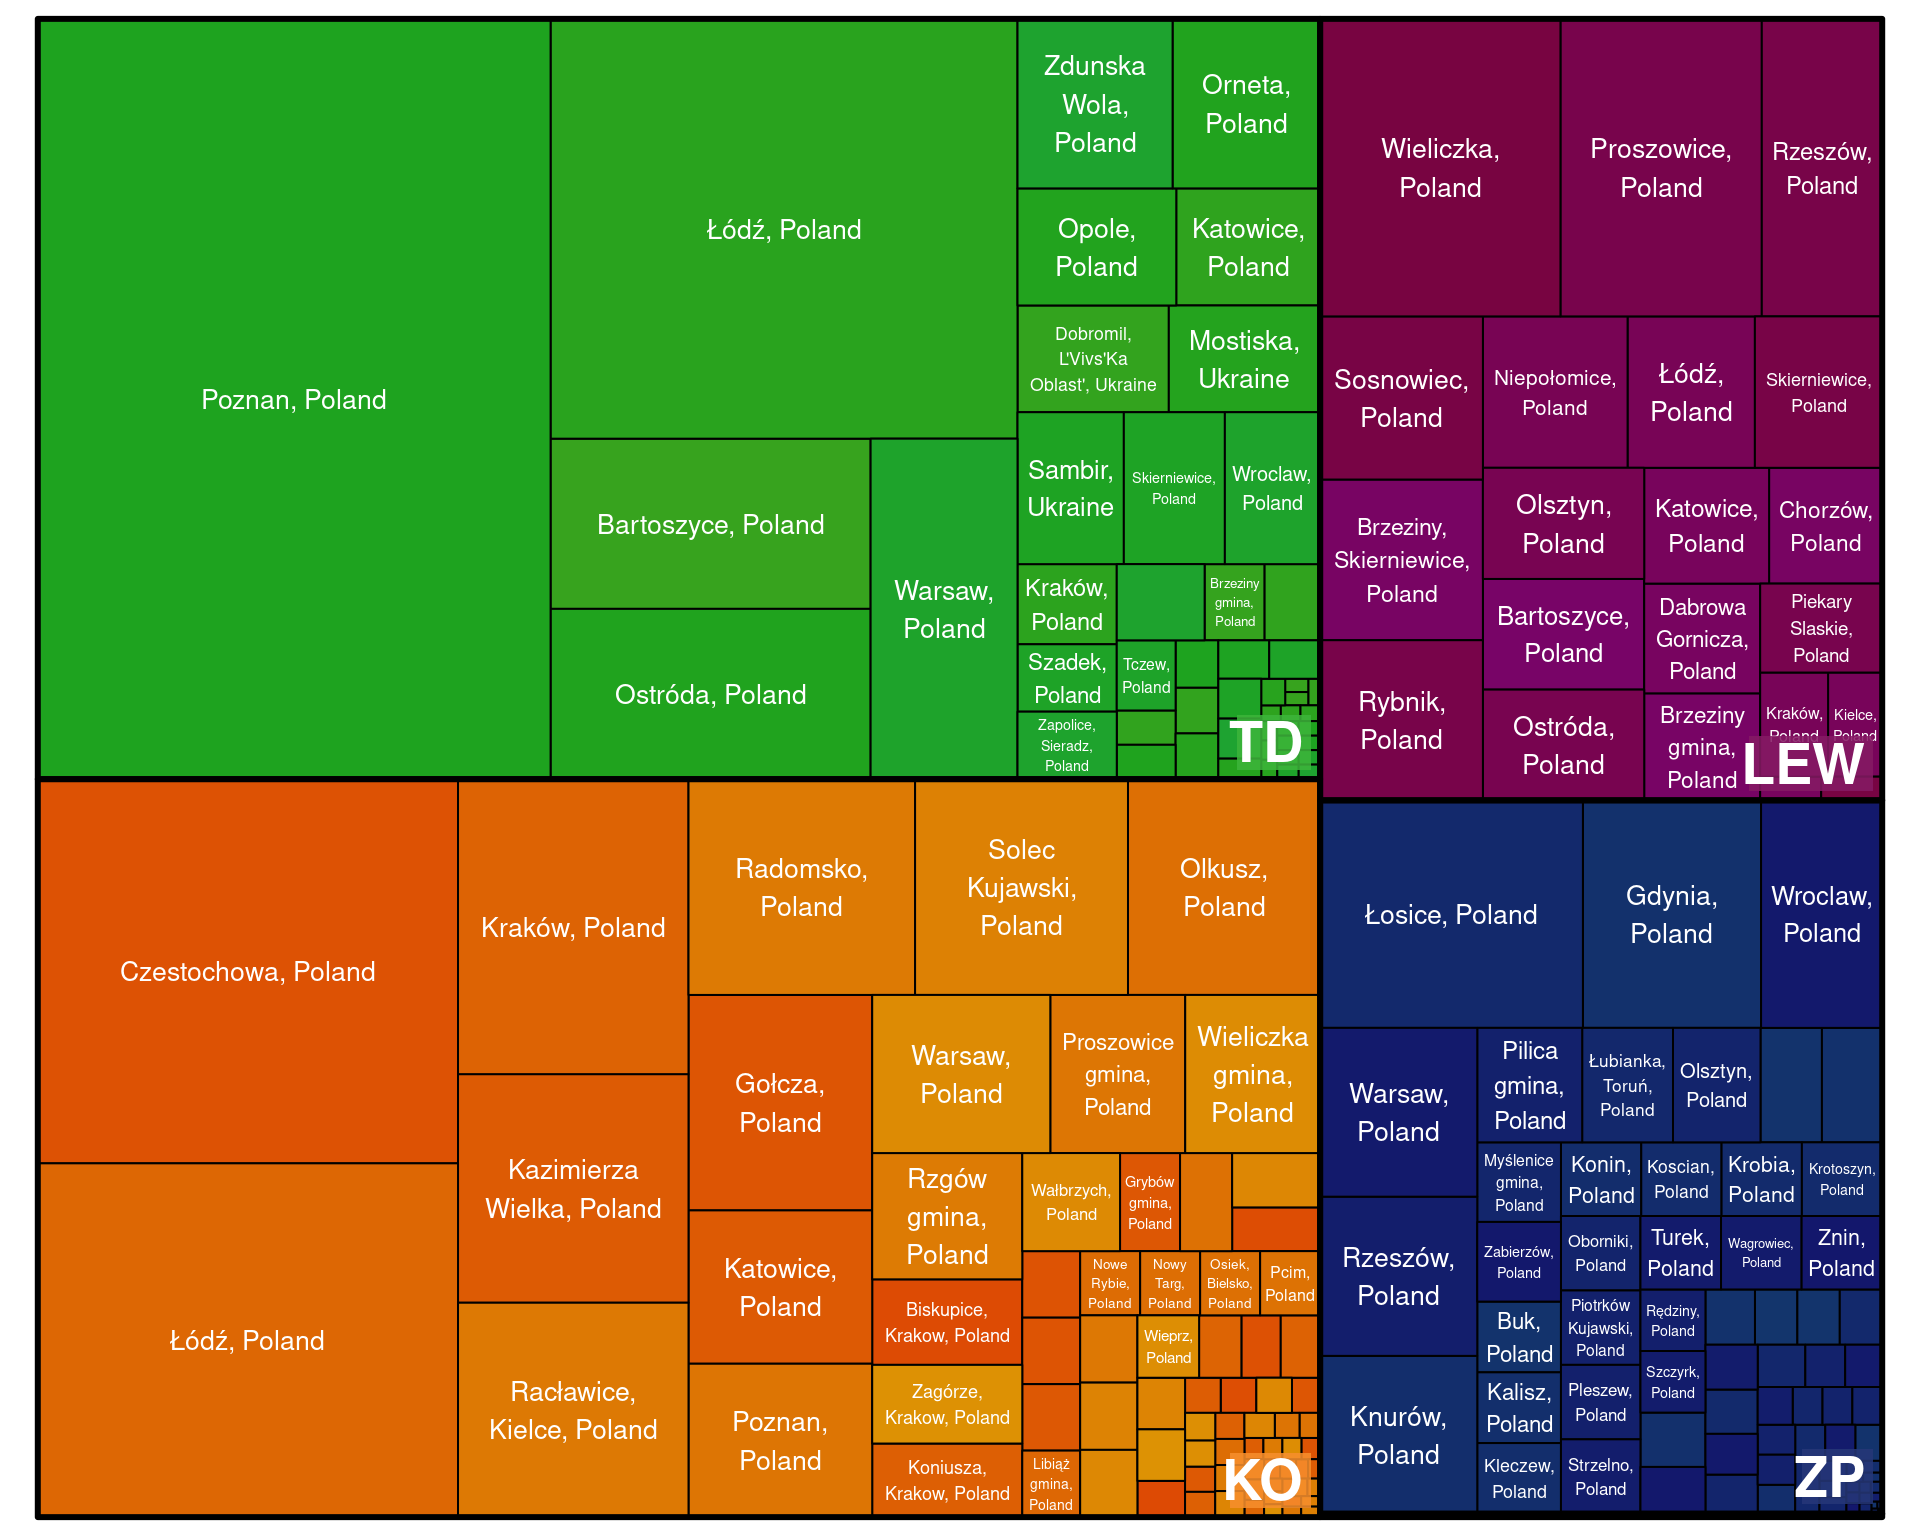 Poznan, Poland
Łódź, Poland
Bartoszyce, Poland
Ostróda, Poland
Warsaw,
Poland
Zdunska
Wola,
Poland
Orneta,
Poland
Opole,
Poland
Katowice,
Poland
Dobromil,
L'Vivs'Ka
Oblast', Ukraine
Mostiska,
Ukraine
Sambir,
Ukraine
Skierniewice,
Poland
Wroclaw,
Poland
Kraków,
Poland
Brzeziny
gmina,
Poland
Szadek,
Poland
Tczew,
Poland
Zapolice,
Sieradz,
Poland
TD
Wieliczka,
Poland
Proszowice,
Poland
Rzeszów,
Poland
Sosnowiec,
Poland
Niepołomice,
Poland
Łódź,
Poland
Skierniewice,
Poland
Brzeziny,
Skierniewice,
Poland
Olsztyn,
Poland
Katowice,
Poland
Chorzów,
Poland
Bartoszyce,
Poland
Dabrowa
Gornicza,
Poland
Piekary
Slaskie,
Poland
Rybnik,
Poland
Ostróda,
Poland
Brzeziny
gmina,
Poland
Kraków,
Poland
Kielce,
Poland
LEW
Czestochowa, Poland
Łódź, Poland
Kraków, Poland
Kazimierza
Wielka, Poland
Racławice,
Kielce, Poland
Radomsko,
Poland
Solec
Kujawski,
Poland
Olkusz,
Poland
Gołcza,
Poland
Katowice,
Poland
Poznan,
Poland
Warsaw,
Poland
Proszowice
gmina,
Poland
Wieliczka
gmina,
Poland
Rzgów
gmina,
Poland
Wałbrzych,
Poland
Grybów
gmina,
Poland
Biskupice,
Krakow, Poland
Nowe
Rybie,
Poland
Nowy
Targ,
Poland
Osiek,
Bielsko,
Poland
Pcim,
Poland
Wieprz,
Poland
Zagórze,
Krakow, Poland
Koniusza,
Krakow, Poland
Libiąż
gmina,
Poland
KO
Łosice, Poland
Gdynia,
Poland
Wroclaw,
Poland
Warsaw,
Poland
Pilica
gmina,
Poland
Łubianka,
Toruń,
Poland
Olsztyn,
Poland
Rzeszów,
Poland
Myślenice
gmina,
Poland
Konin,
Poland
Koscian,
Poland
Krobia,
Poland
Krotoszyn,
Poland
Zabierzów,
Poland
Oborniki,
Poland
Turek,
Poland
Wagrowiec,
Poland
Znin,
Poland
Knurów,
Poland
Buk,
Poland
Piotrków
Kujawski,
Poland
Rędziny,
Poland
Kalisz,
Poland
Pleszew,
Poland
Szczyrk,
Poland
Kleczew,
Poland
Strzelno,
Poland
ZP